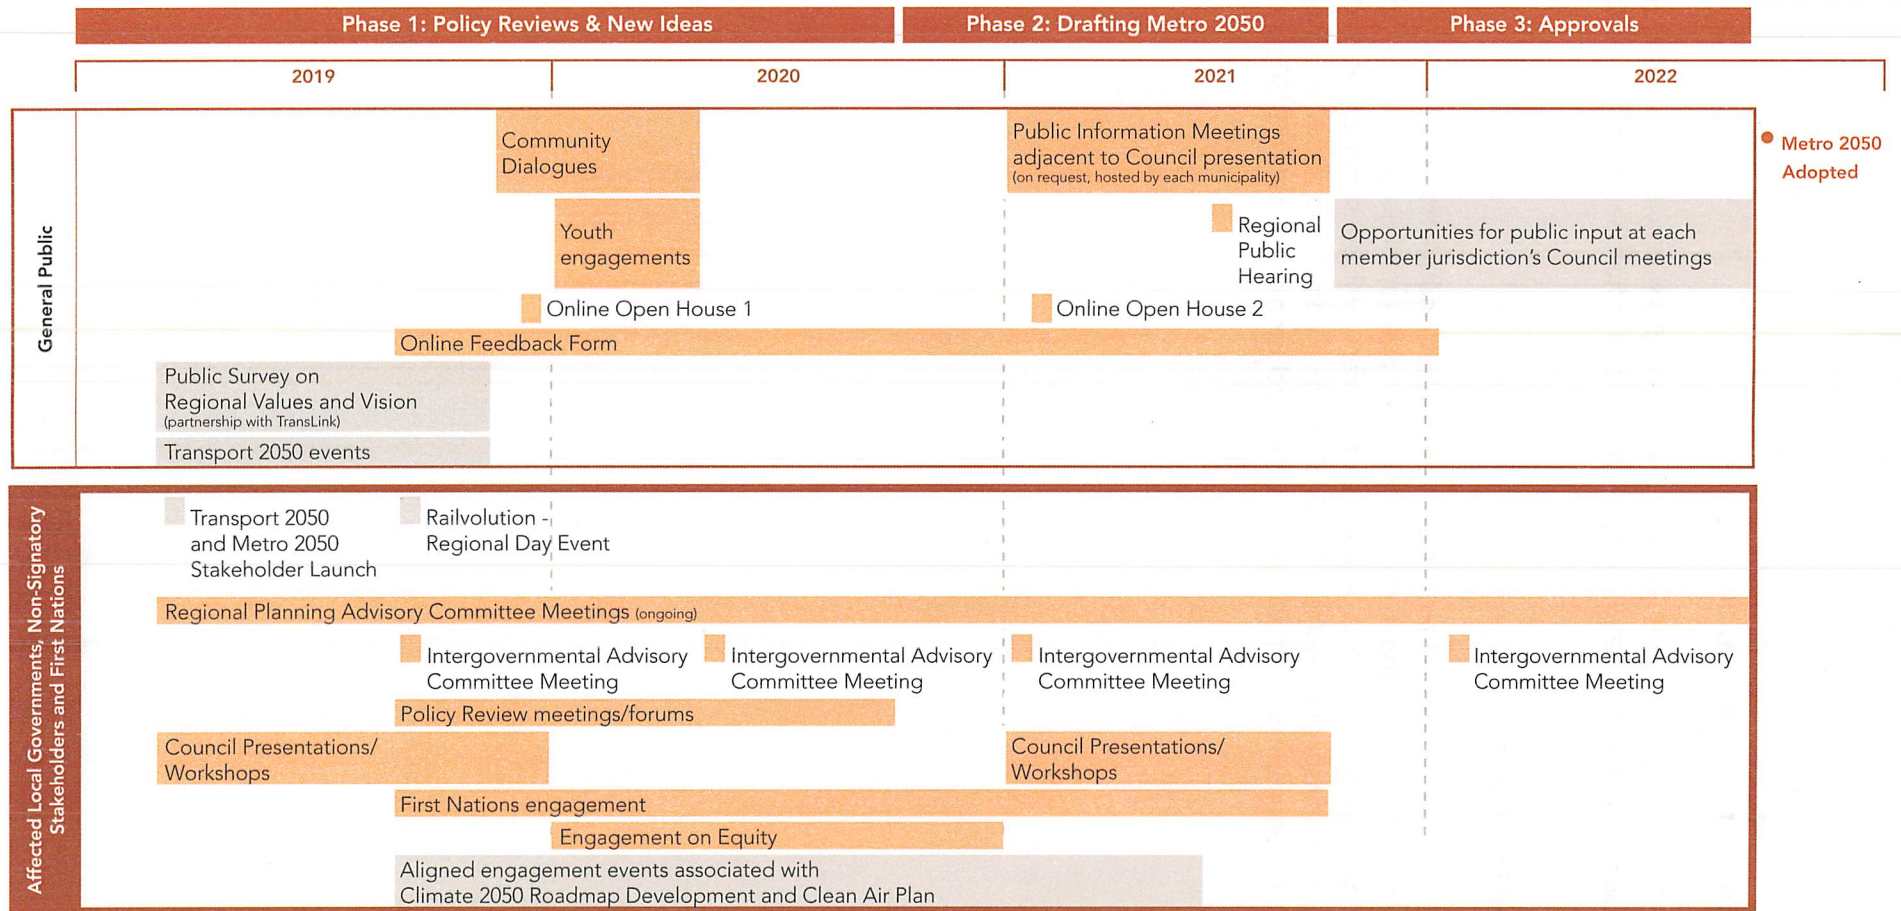 Phase 1: Policy Reviews & New Ideas
Phase 2: Drafting Metro 2050
Phase 3: Approvals
2019
2020
2021
2022
General Public
Community
Dialogues
Public Information Meetings
adjacent to Council presentation
(on request, hosted by each municipality)
Metro 2050
Adopted
Youth
engagements
Regional
Public
Hearing
Opportunities for public input at each
member jurisdiction's Council meetings
Online Open House 1
Online Open House 2
Online Feedback Form
Public Survey on
Regional Values and Vision
(partnership with TransLink)
Transport 2050 events
Affected Local Governments, Non-Signatory
Stakeholders and First Nations
Transport 2050
and Metro 2050
Stakeholder Launch
Railvolution -
Regional Day Event
Regional Planning Advisory Committee Meetings (ongoing)
Intergovernmental Advisory
Committee Meeting
Intergovernmental Advisory
Committee Meeting
Intergovernmental Advisory
Committee Meeting
Intergovernmental Advisory
Committee Meeting
Policy Review meetings/forums
Council Presentations/
Workshops
Council Presentations/
Workshops
First Nations engagement
Engagement on Equity
Aligned engagement events associated with
Climate 2050 Roadmap Development and Clean Air Plan